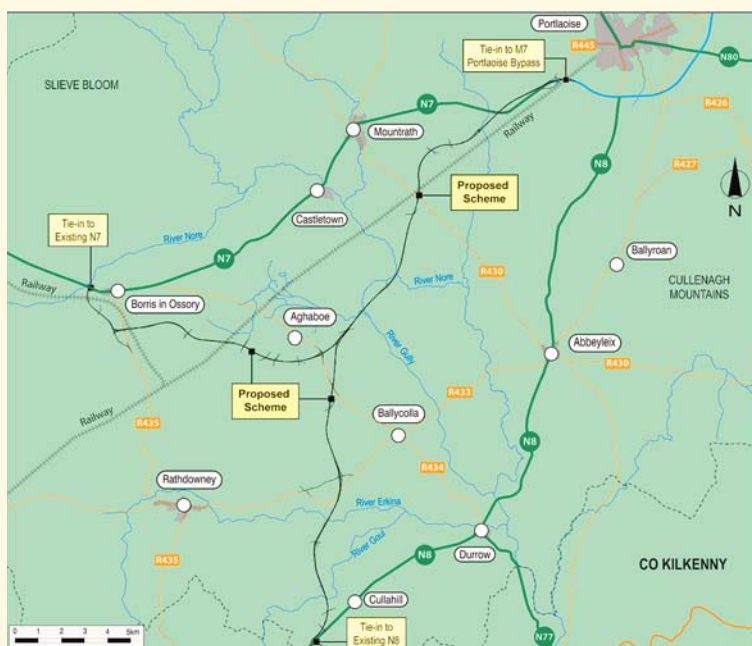 Portlaoise
R445
Tie-in to M7
Portlaoise Bypass
N80
SLIEVE BLOOM
N7
Mountrath
Railway
R426
R427
N8
Proposed
Scheme
N
Castletown
Tie-in to
Existing N7
River Nore
N7
Ballyroan
River Nore
R430
CULLENAGH
MOUNTAINS
Railway
Borris in Ossory
Aghaboe
River Gully
Abbeyleix
R430
Proposed
Scheme
Railway
R433
R435
Ballycolla
N8
R434
Rathdowney
River Erkina
Durrow
River Goul
N8
R435
CO KILKENNY
Cullahill
N77
Tie-in to
Existing N8
0 1 2 3 4 5km